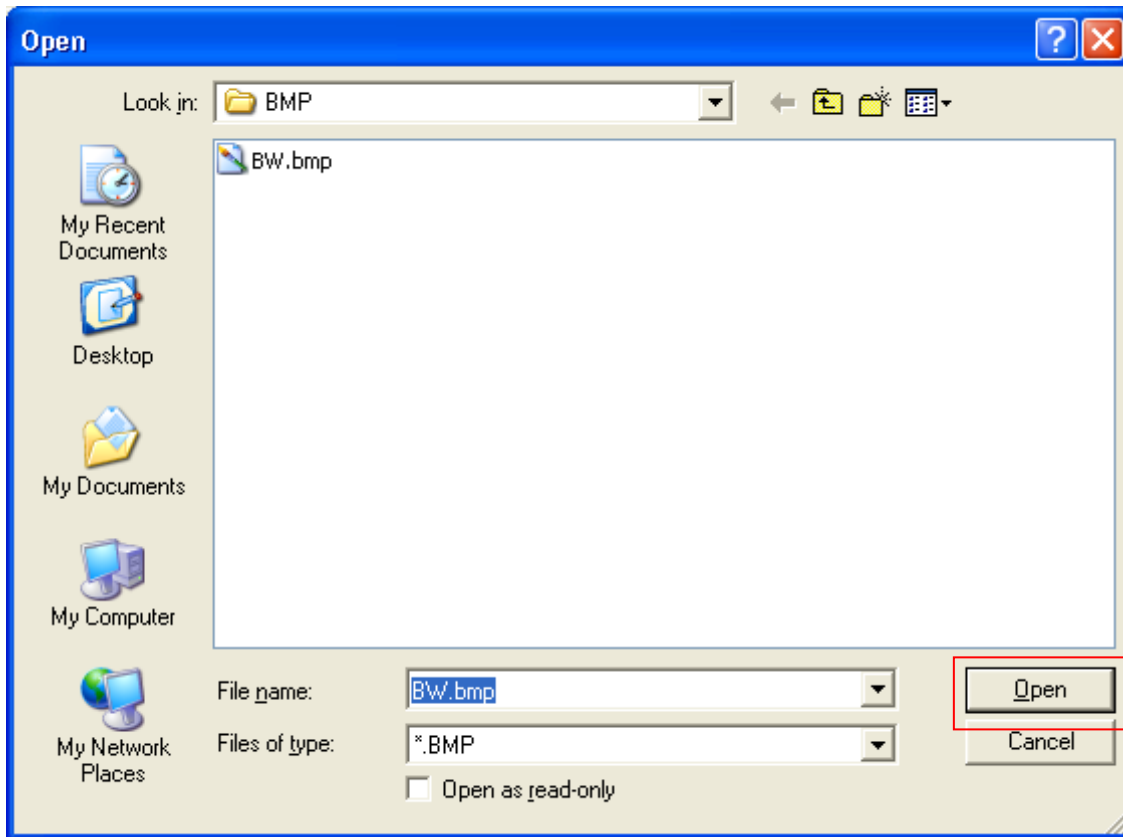 Open
Look in:
BMP
BW.bmp
My Recent
Documents
Desktop
My Documents
My Computer
My Network
Places
File name:
BW.bmp
Open
Files of type:
*.BMP
Cancel
Open as read-only